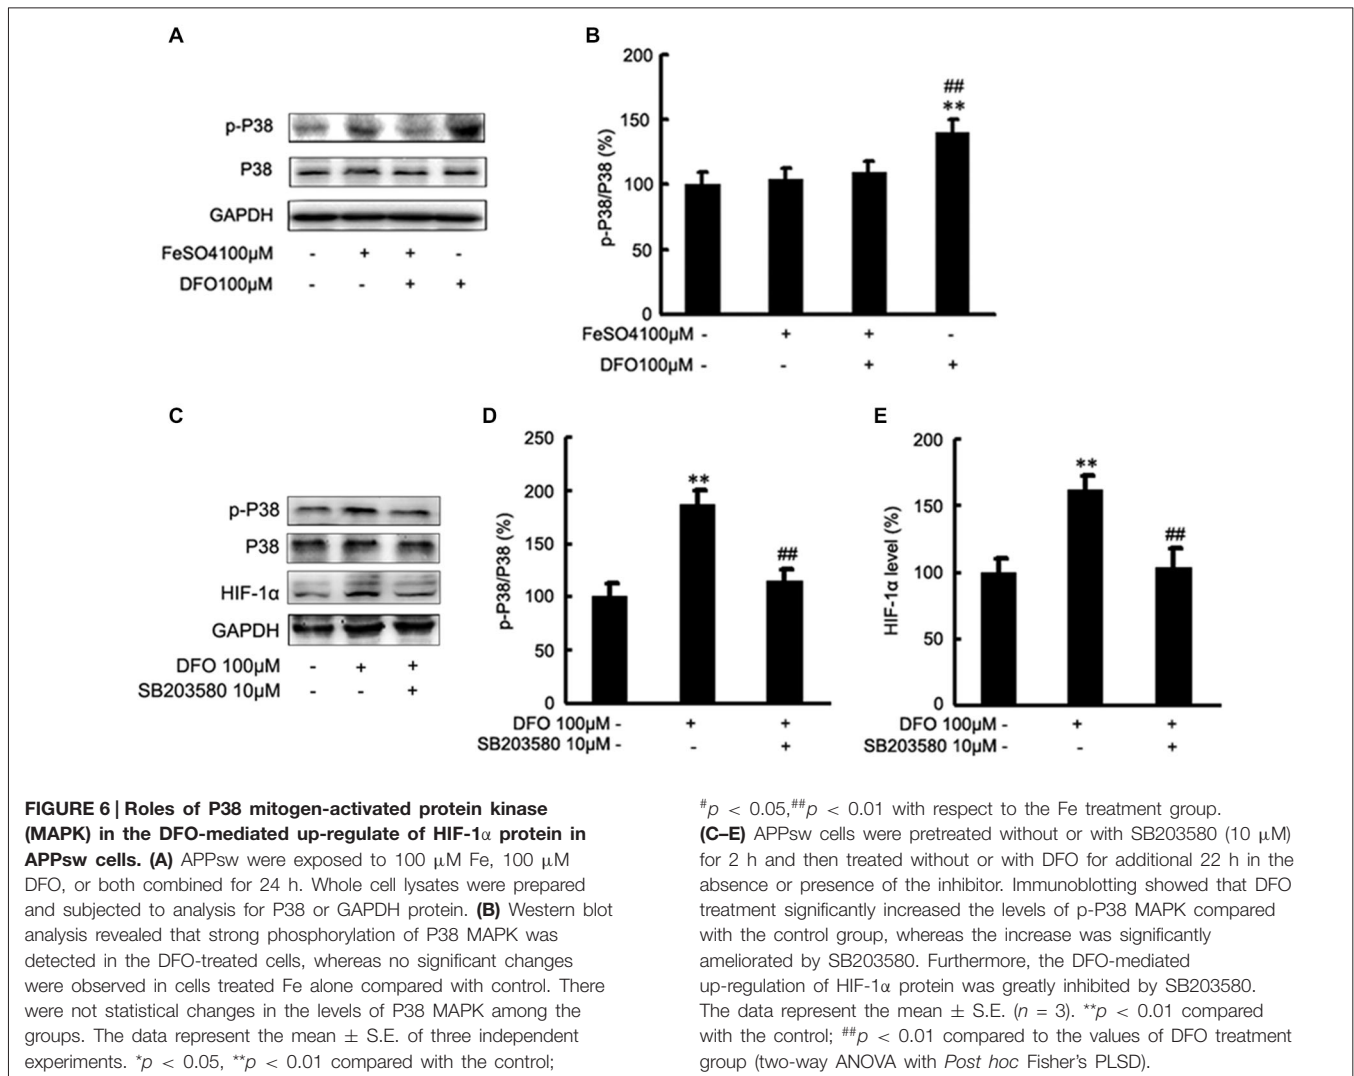 A
p-P38
P38
GAPDH
FeSO4100μM - + + -
DFO100μM - - + +
B
200
150
100
50
0
p-P38/P38 (%)
##
**
FeSO4100μM - + + -
DFO100μM - - + +
C
p-P38
P38
HIF-1α
GAPDH
DFO 100μM - + +
SB203580 10μM - - +
D
250
200
150
100
50
0
p-P38/P38 (%)
**
##
DFO 100μM - + +
SB203580 10μM - - +
E
200
150
100
50
0
HIF-1α level (%)
**
##
DFO 100μM - + +
SB203580 10μM - - +
FIGURE 6 | Roles of P38 mitogen-activated protein kinase
(MAPK) in the DFO-mediated up-regulate of HIF-1α protein in
APPsw cells. (A) APPsw were exposed to 100 μM Fe, 100 μM
DFO, or both combined for 24 h. Whole cell lysates were prepared
and subjected to analysis for P38 or GAPDH protein. (B) Western blot
analysis revealed that strong phosphorylation of P38 MAPK was
detected in the DFO-treated cells, whereas no significant changes
were observed in cells treated Fe alone compared with control. There
were not statistical changes in the levels of P38 MAPK among the
groups. The data represent the mean ± S.E. of three independent
experiments. *p < 0.05, **p < 0.01 compared with the control;
#p < 0.05,##p < 0.01 with respect to the Fe treatment group.
(C–E) APPsw cells were pretreated without or with SB203580 (10 μM)
for 2 h and then treated without or with DFO for additional 22 h in the
absence or presence of the inhibitor. Immunoblotting showed that DFO
treatment significantly increased the levels of p-P38 MAPK compared
with the control group, whereas the increase was significantly
ameliorated by SB203580. Furthermore, the DFO-mediated
up-regulation of HIF-1α protein was greatly inhibited by SB203580.
The data represent the mean ± S.E. (n = 3). **p < 0.01 compared
with the control; ##p < 0.01 compared to the values of DFO treatment
group (two-way ANOVA with Post hoc Fisher's PLSD).